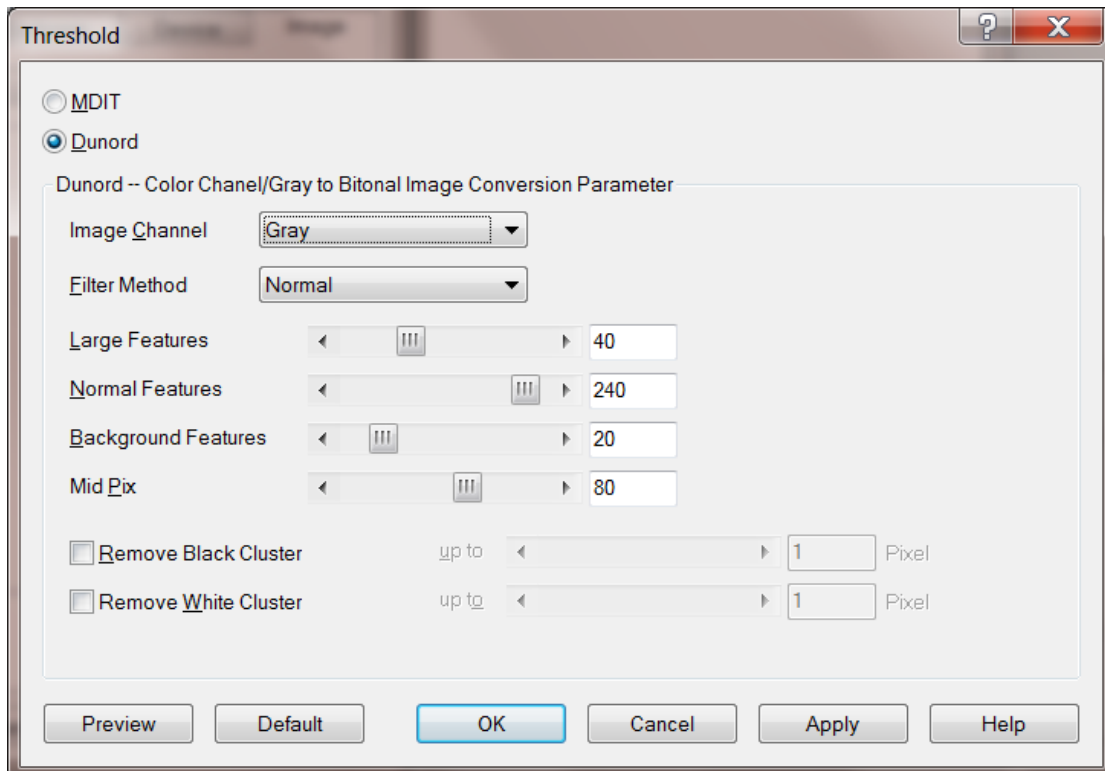 Device Image
Threshold
MDIT
Dunord
Dunord -- Color Chanel/Gray to Bitonal Image Conversion Parameter
Image Channel Gray
Filter Method Normal
Large Features 40
Normal Features 240
Background Features 20
Mid Pix 80
Remove Black Cluster up to 1 Pixel
Remove White Cluster up to 1 Pixel
Preview Default OK Cancel Apply Help